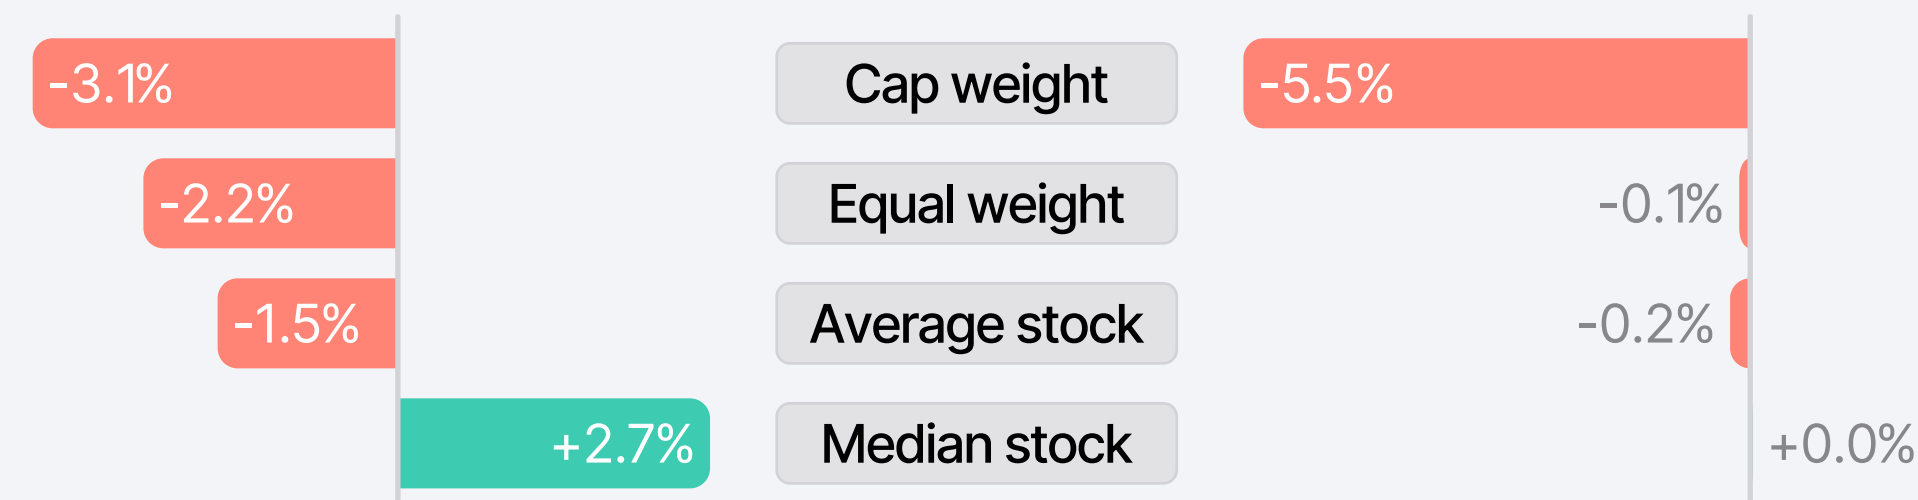 -3.1% Cap weight -5.5%
-2.2% Equal weight -0.1%
-1.5% Average stock -0.2%
+2.7% Median stock +0.0%